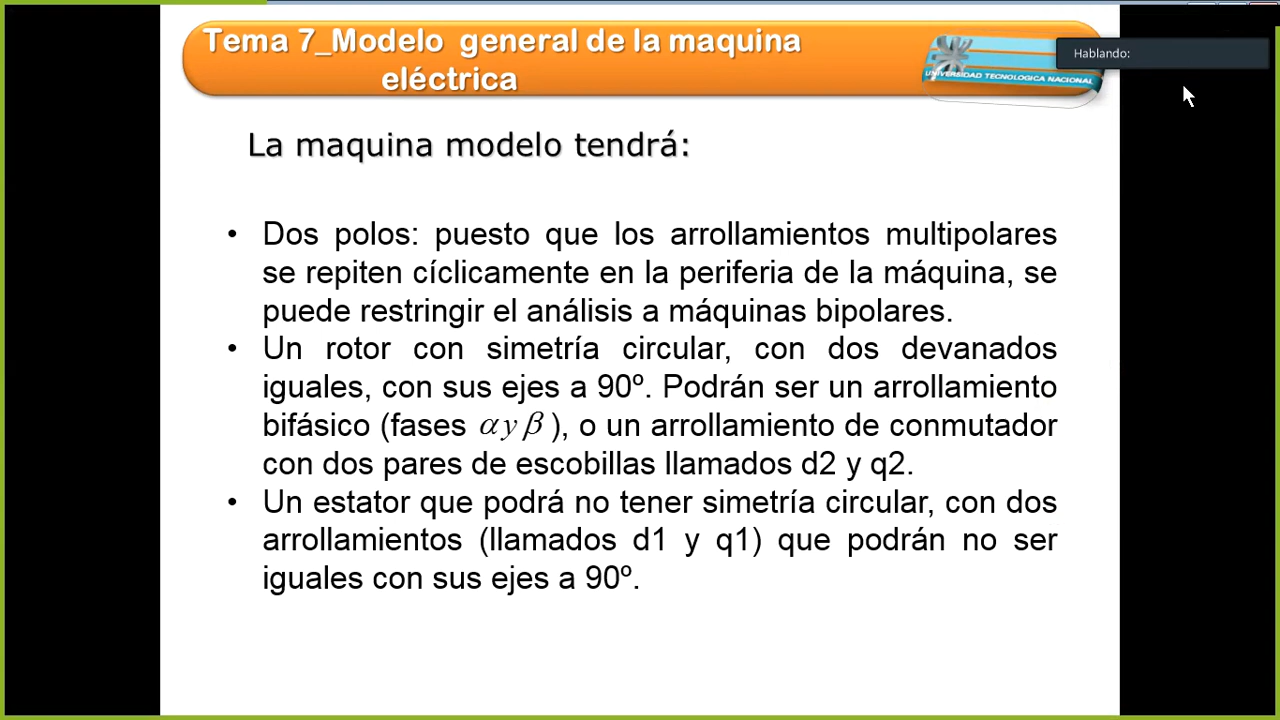 Tema 7_Modelo general de la maquina
eléctrica
UNIVERSIDAD TECNOLOGICA NACIONAL
Hablando:
La maquina modelo tendrá:
• Dos polos: puesto que los arrollamientos multipolares
se repiten cíclicamente en la periferia de la máquina, se
puede restringir el análisis a máquinas bipolares.
• Un rotor con simetría circular, con dos devanados
iguales, con sus ejes a 90º. Podrán ser un arrollamiento
bifásico (fases α y β ), o un arrollamiento de conmutador
con dos pares de escobillas llamados d2 y q2.
• Un estator que podrá no tener simetría circular, con dos
arrollamientos (llamados d1 y q1) que podrán no ser
iguales con sus ejes a 90º.